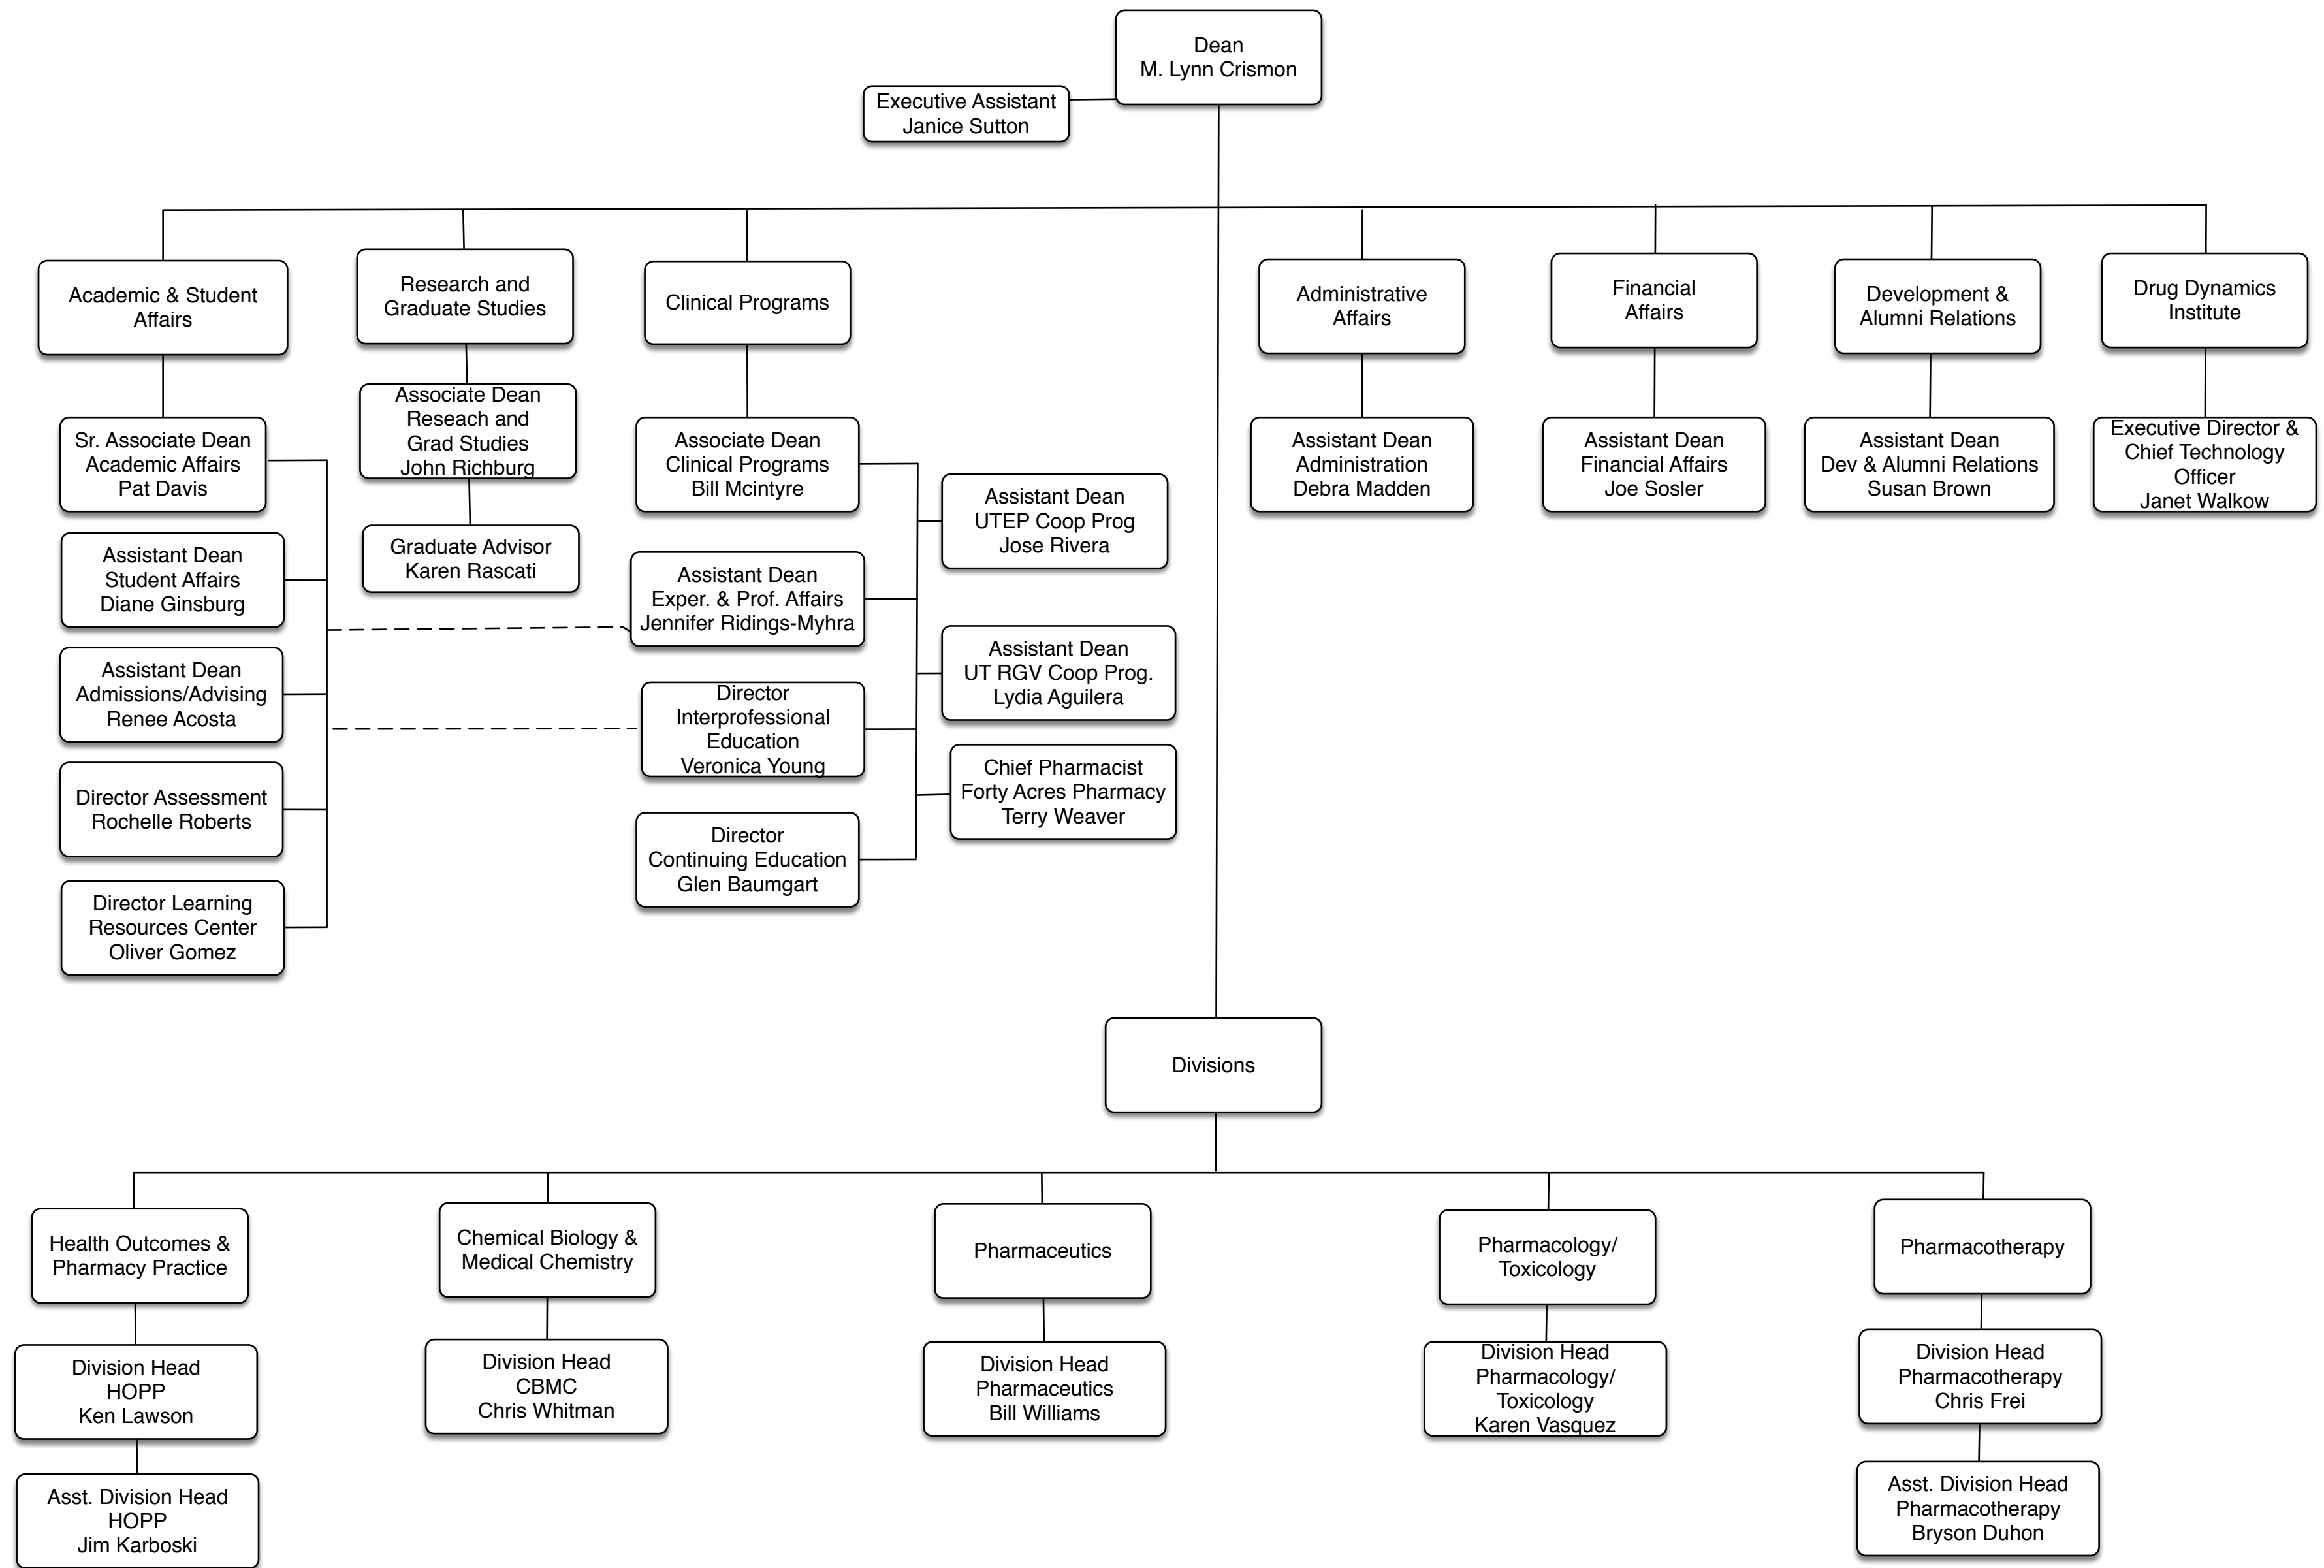 Dean
M. Lynn Crismon
Executive Assistant
Janice Sutton
Academic & Student
Affairs
Research and
Graduate Studies
Clinical Programs
Administrative
Affairs
Financial
Affairs
Development &
Alumni Relations
Drug Dynamics
Institute
Sr. Associate Dean
Academic Affairs
Pat Davis
Assistant Dean
Student Affairs
Diane Ginsburg
Assistant Dean
Admissions/Advising
Renee Acosta
Director Assessment
Rochelle Roberts
Director Learning
Resources Center
Oliver Gomez
Associate Dean
Reseach and
Grad Studies
John Richburg
Graduate Advisor
Karen Rascati
Associate Dean
Clinical Programs
Bill Mcintyre
Assistant Dean
Exper. & Prof. Affairs
Jennifer Ridings-Myhra
Director
Interprofessional
Education
Veronica Young
Director
Continuing Education
Glen Baumgart
Assistant Dean
UTEP Coop Prog
Jose Rivera
Assistant Dean
UT RGV Coop Prog.
Lydia Aguilera
Chief Pharmacist
Forty Acres Pharmacy
Terry Weaver
Assistant Dean
Administration
Debra Madden
Assistant Dean
Financial Affairs
Joe Sosler
Assistant Dean
Dev & Alumni Relations
Susan Brown
Executive Director &
Chief Technology
Officer
Janet Walkow
Divisions
Health Outcomes &
Pharmacy Practice
Chemical Biology &
Medical Chemistry
Pharmaceutics
Pharmacology/
Toxicology
Pharmacotherapy
Division Head
HOPP
Ken Lawson
Division Head
CBMC
Chris Whitman
Division Head
Pharmaceutics
Bill Williams
Division Head
Pharmacology/
Toxicology
Karen Vasquez
Division Head
Pharmacotherapy
Chris Frei
Asst. Division Head
HOPP
Jim Karboski
Asst. Division Head
Pharmacotherapy
Bryson Duhon